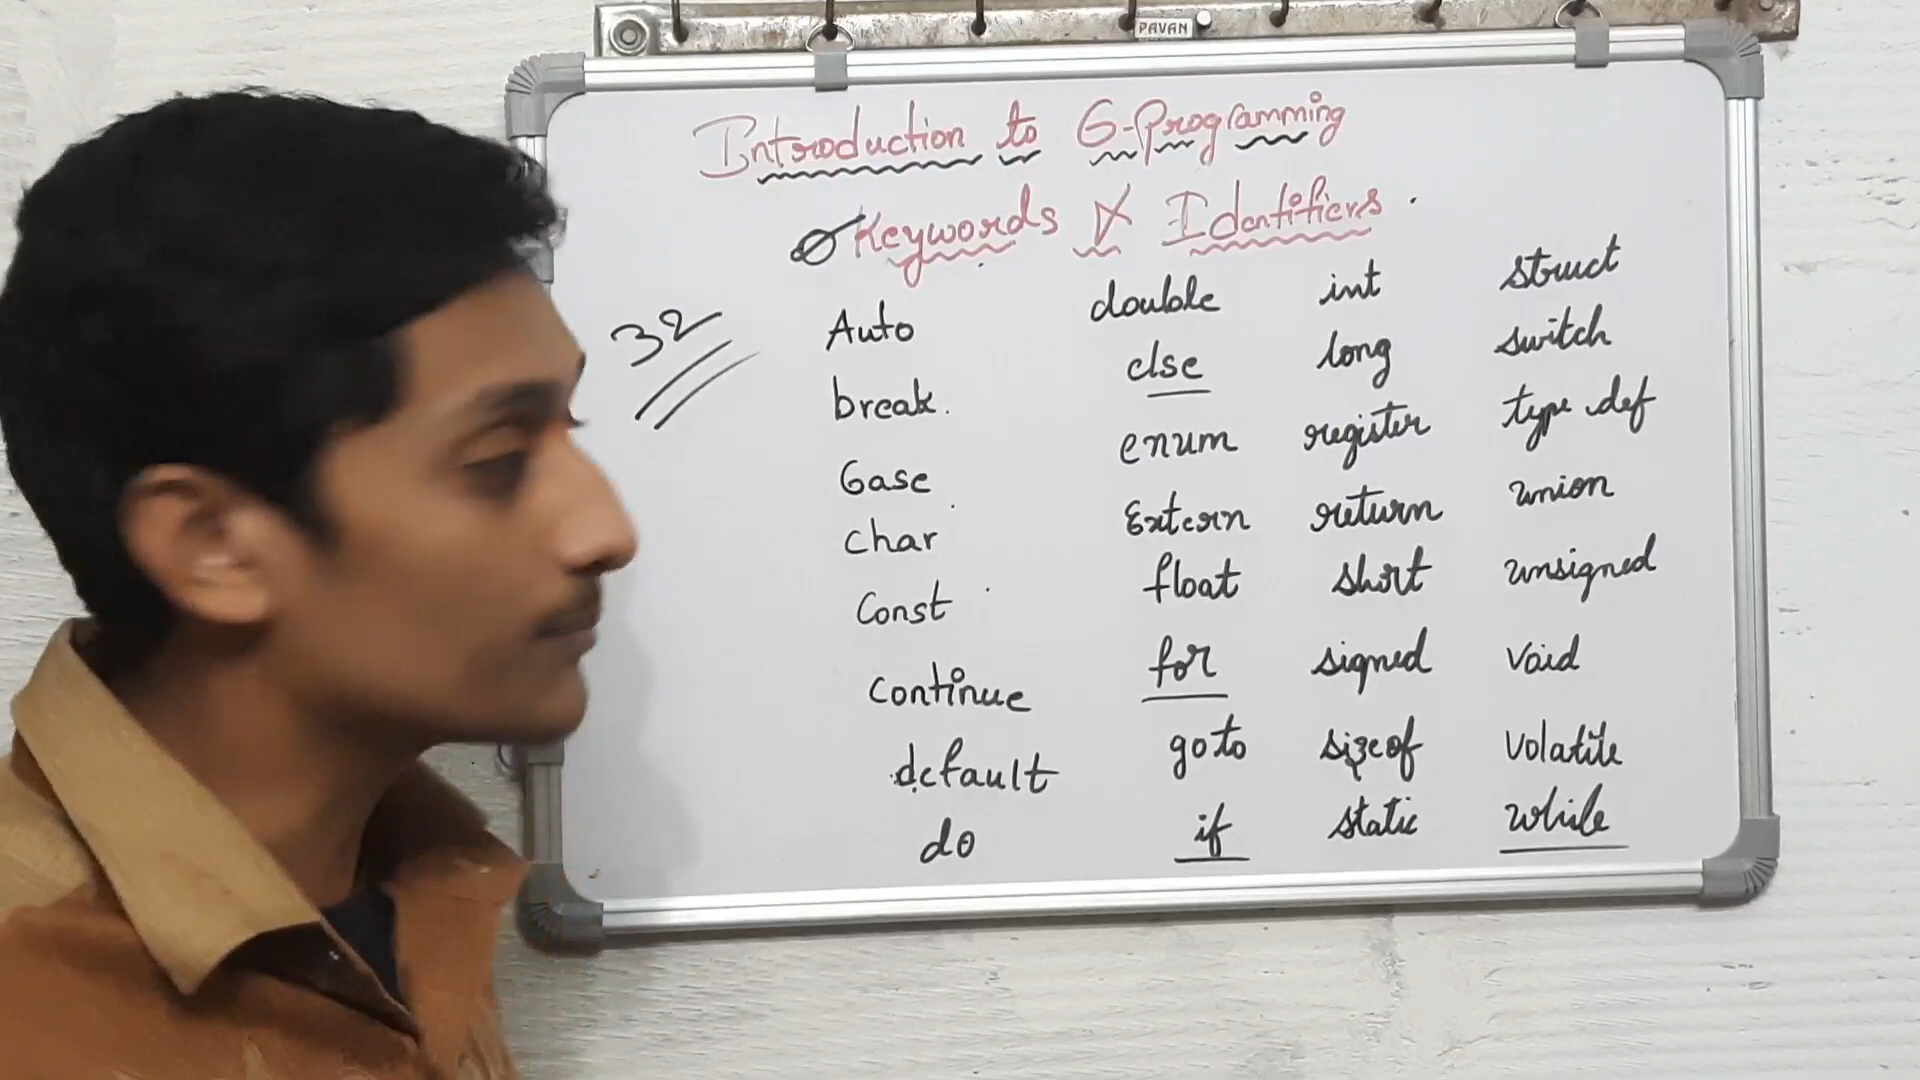 PAVAN
Introduction to C-Programming
Keywords & Identifiers.
32
Auto double int struct
break. else long switch
Case enum register type def
Char Extern return union
Const float short unsigned
Continue for signed Void
default goto sizeof Volatile
do if static while